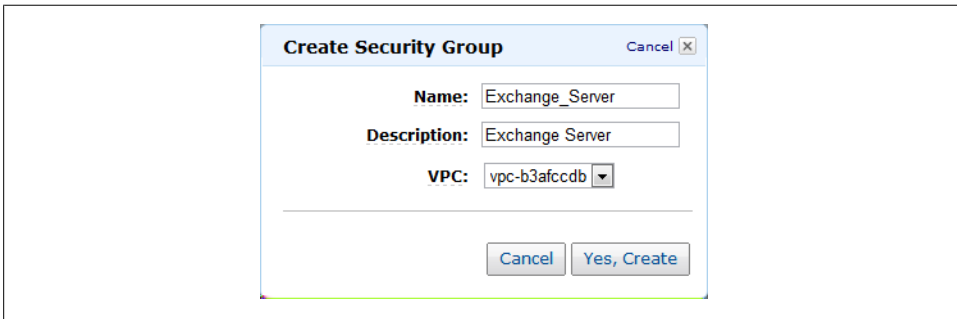 Create Security Group Cancel
Name: Exchange_Server
Description: Exchange Server
VPC: vpc-b3afccdb
Cancel Yes, Create